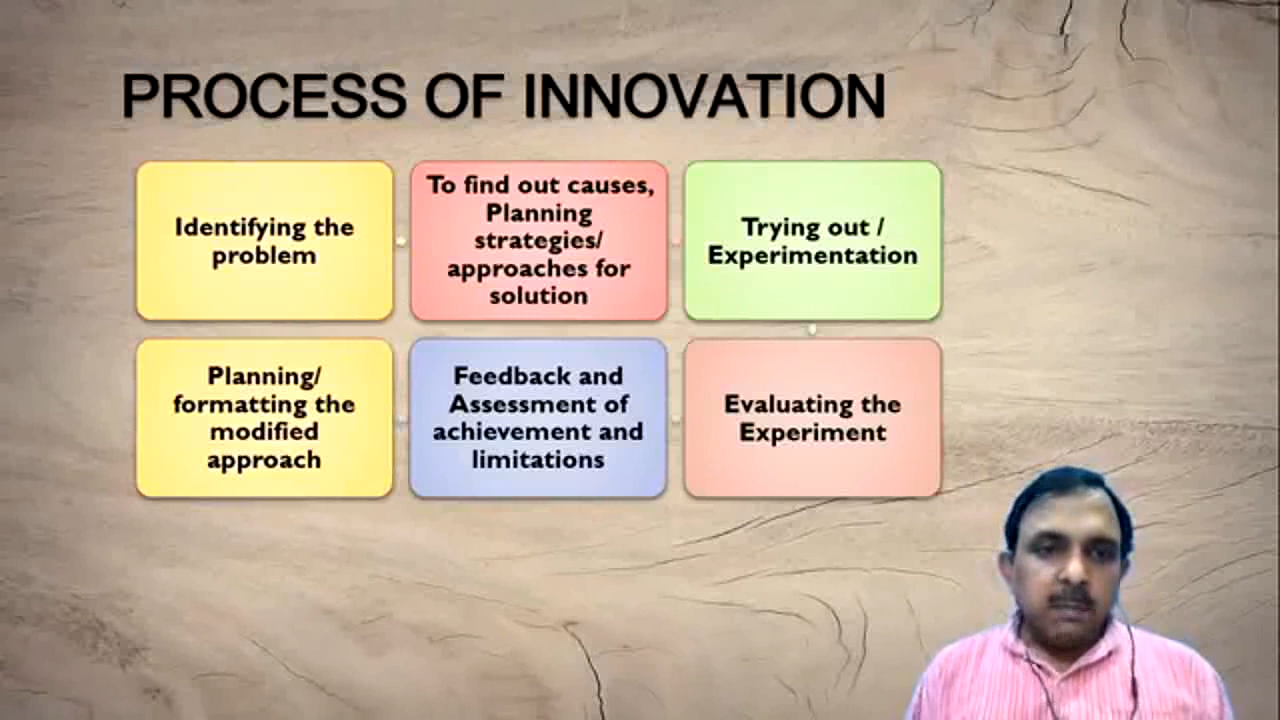 PROCESS OF INNOVATION
Identifying the
problem
To find out causes,
Planning
strategies/
approaches for
solution
Trying out /
Experimentation
Planning/
formatting the
modified
approach
Feedback and
Assessment of
achievement and
limitations
Evaluating the
Experiment